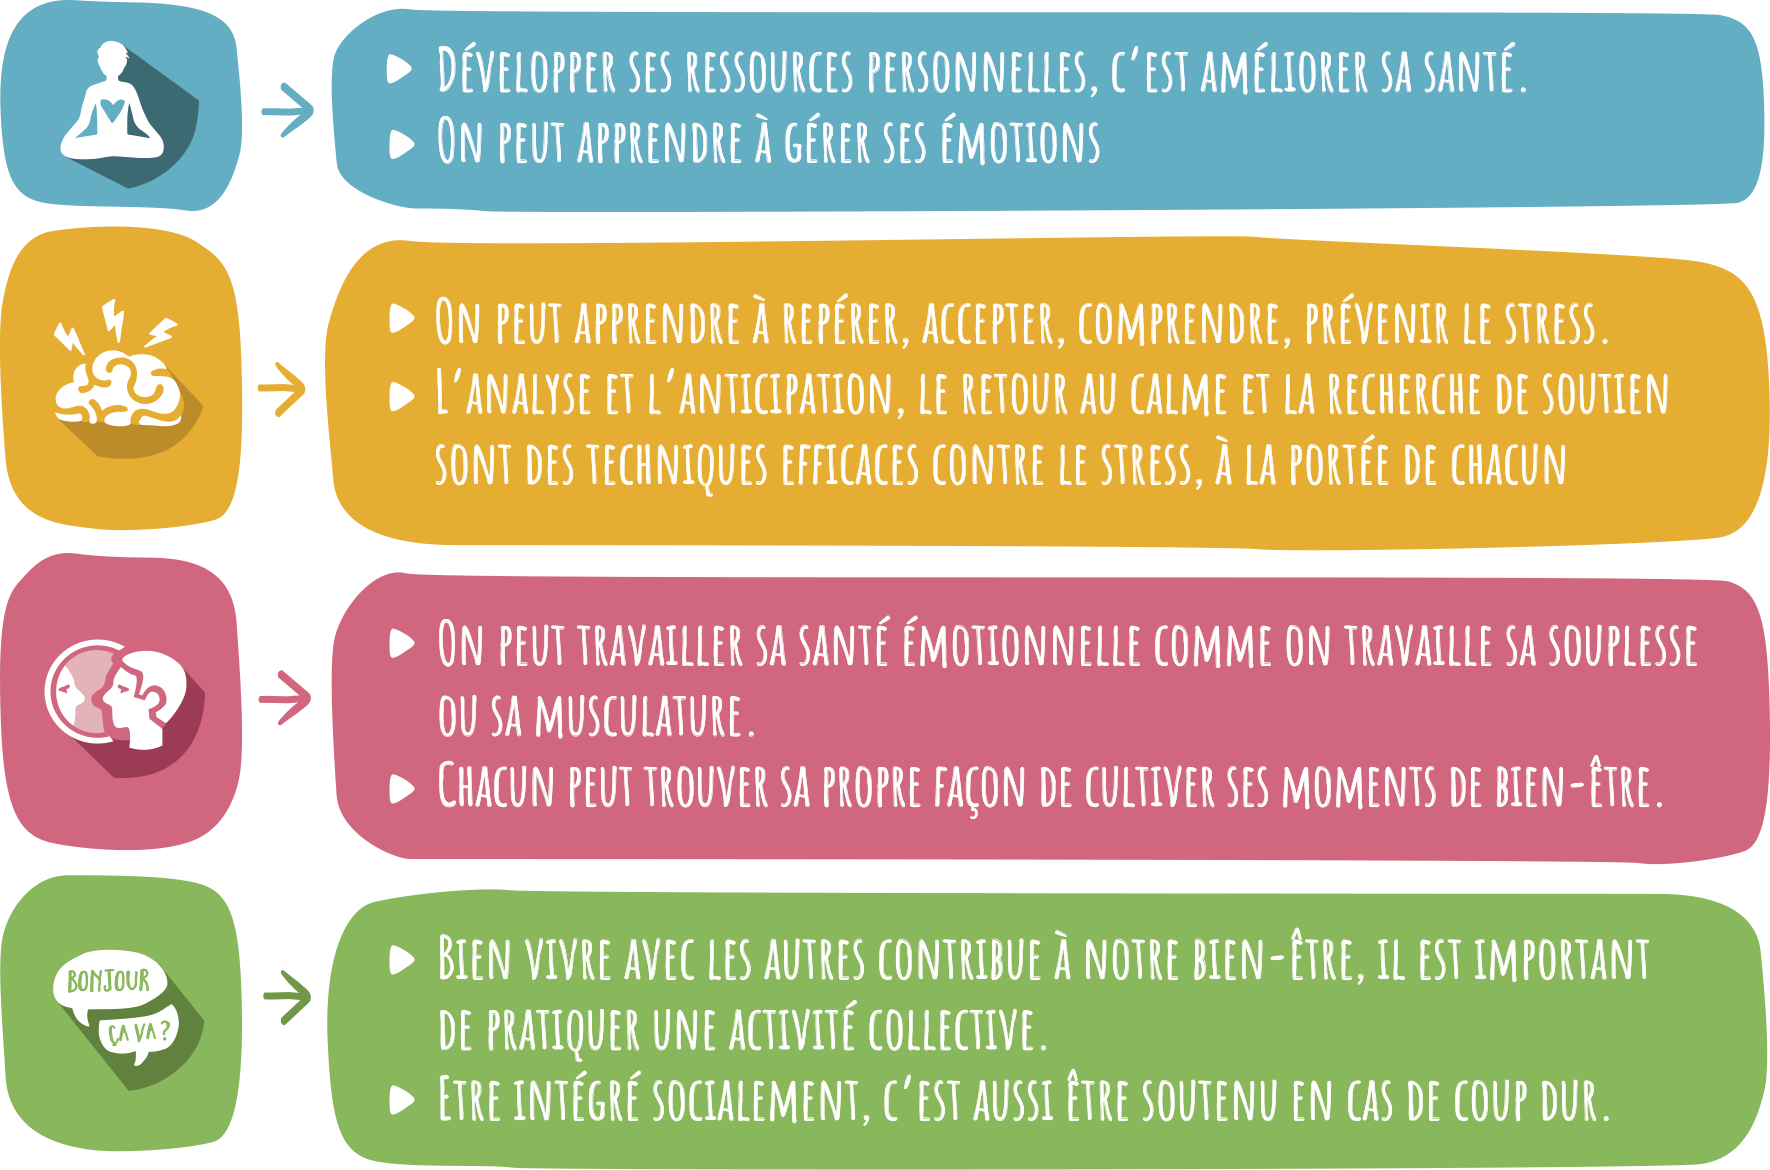 Développer ses ressources personnelles, c'est améliorer sa santé.
On peut apprendre à gérer ses émotions
On peut apprendre à repérer, accepter, comprendre, prévenir le stress.
L'analyse et l'anticipation, le retour au calme et la recherche de soutien
sont des techniques efficaces contre le stress, à la portée de chacun
On peut travailler sa santé émotionnelle comme on travaille sa souplesse
ou sa musculature.
Chacun peut trouver sa propre façon de cultiver ses moments de bien-être.
BONJOUR
ÇA VA ?
Bien vivre avec les autres contribue à notre bien-être, il est important
de pratiquer une activité collective.
Etre intégré socialement, c'est aussi être soutenu en cas de coup dur.